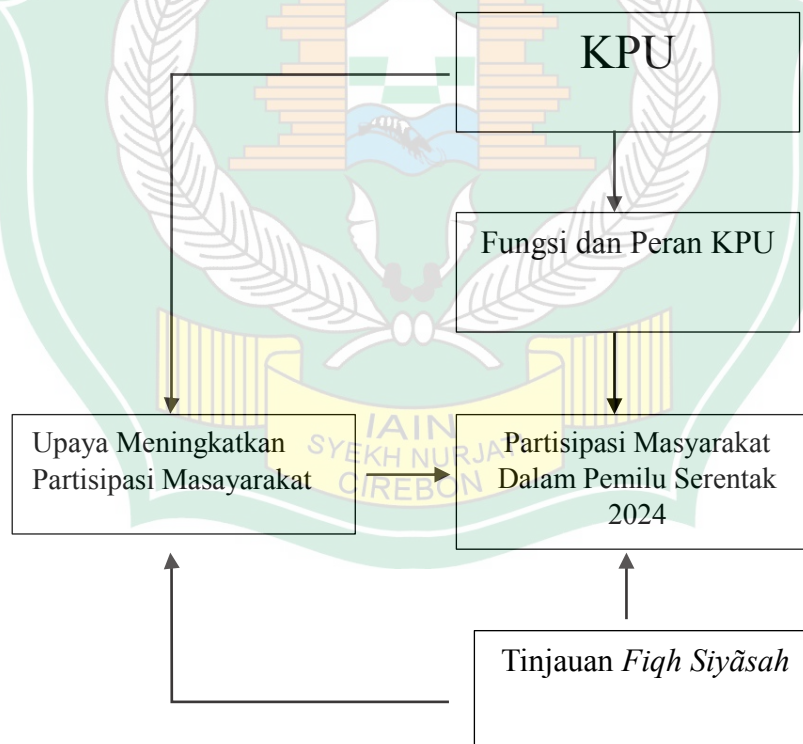 KPU
Fungsi dan Peran KPU
Upaya Meningkatkan
Partisipasi Masayarakat
Partisipasi Masyarakat
Dalam Pemilu Serentak
2024
Tinjauan Fiqh Siyãsah
IAIN
SYEKH NURJATI
CIREBON